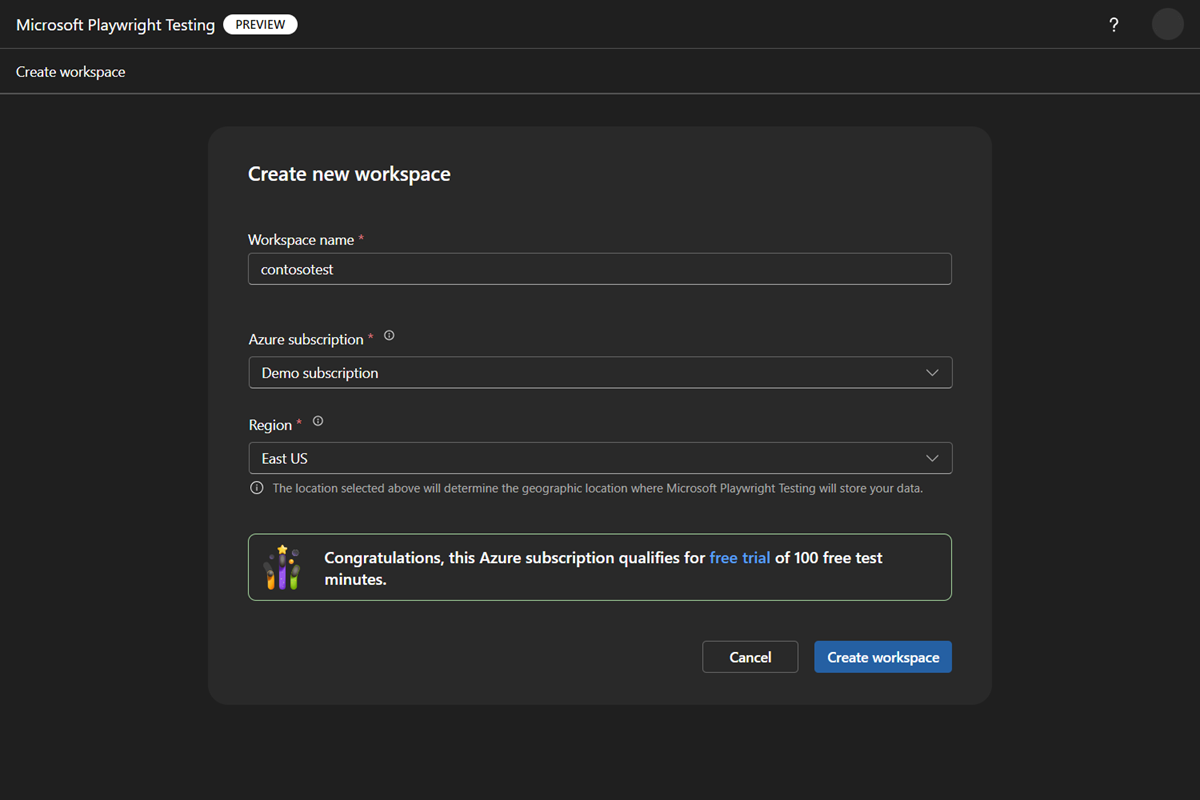 Microsoft Playwright Testing PREVIEW ?
Create workspace
Create new workspace
Workspace name *
contosotest
Azure subscription *
Demo subscription
Region *
East US
The location selected above will determine the geographic location where Microsoft Playwright Testing will store your data.
Congratulations, this Azure subscription qualifies for free trial of 100 free test
minutes.
Cancel Create workspace